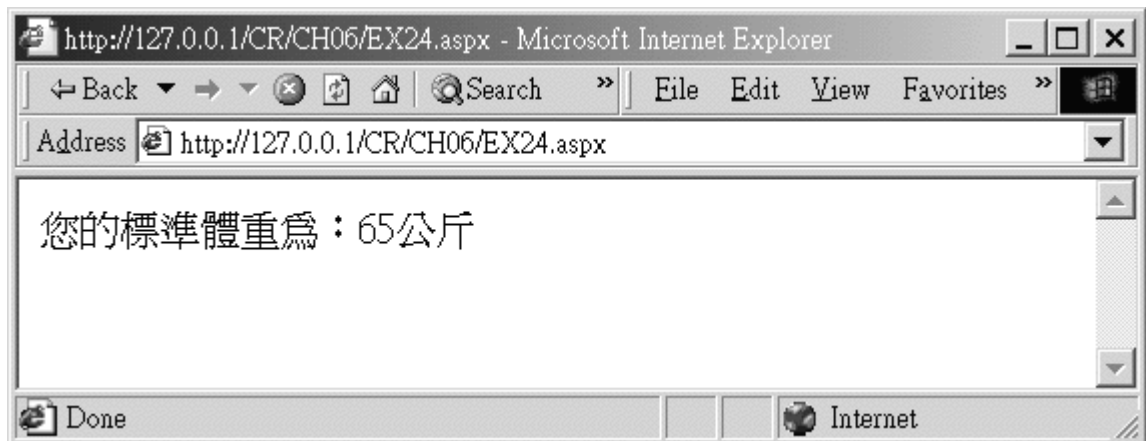 http://127.0.0.1/CR/CH06/EX24.aspx - Microsoft Internet Explorer
Back Search » File Edit View Favorites »
Address http://127.0.0.1/CR/CH06/EX24.aspx
您的標準體重為：65公斤
Done Internet